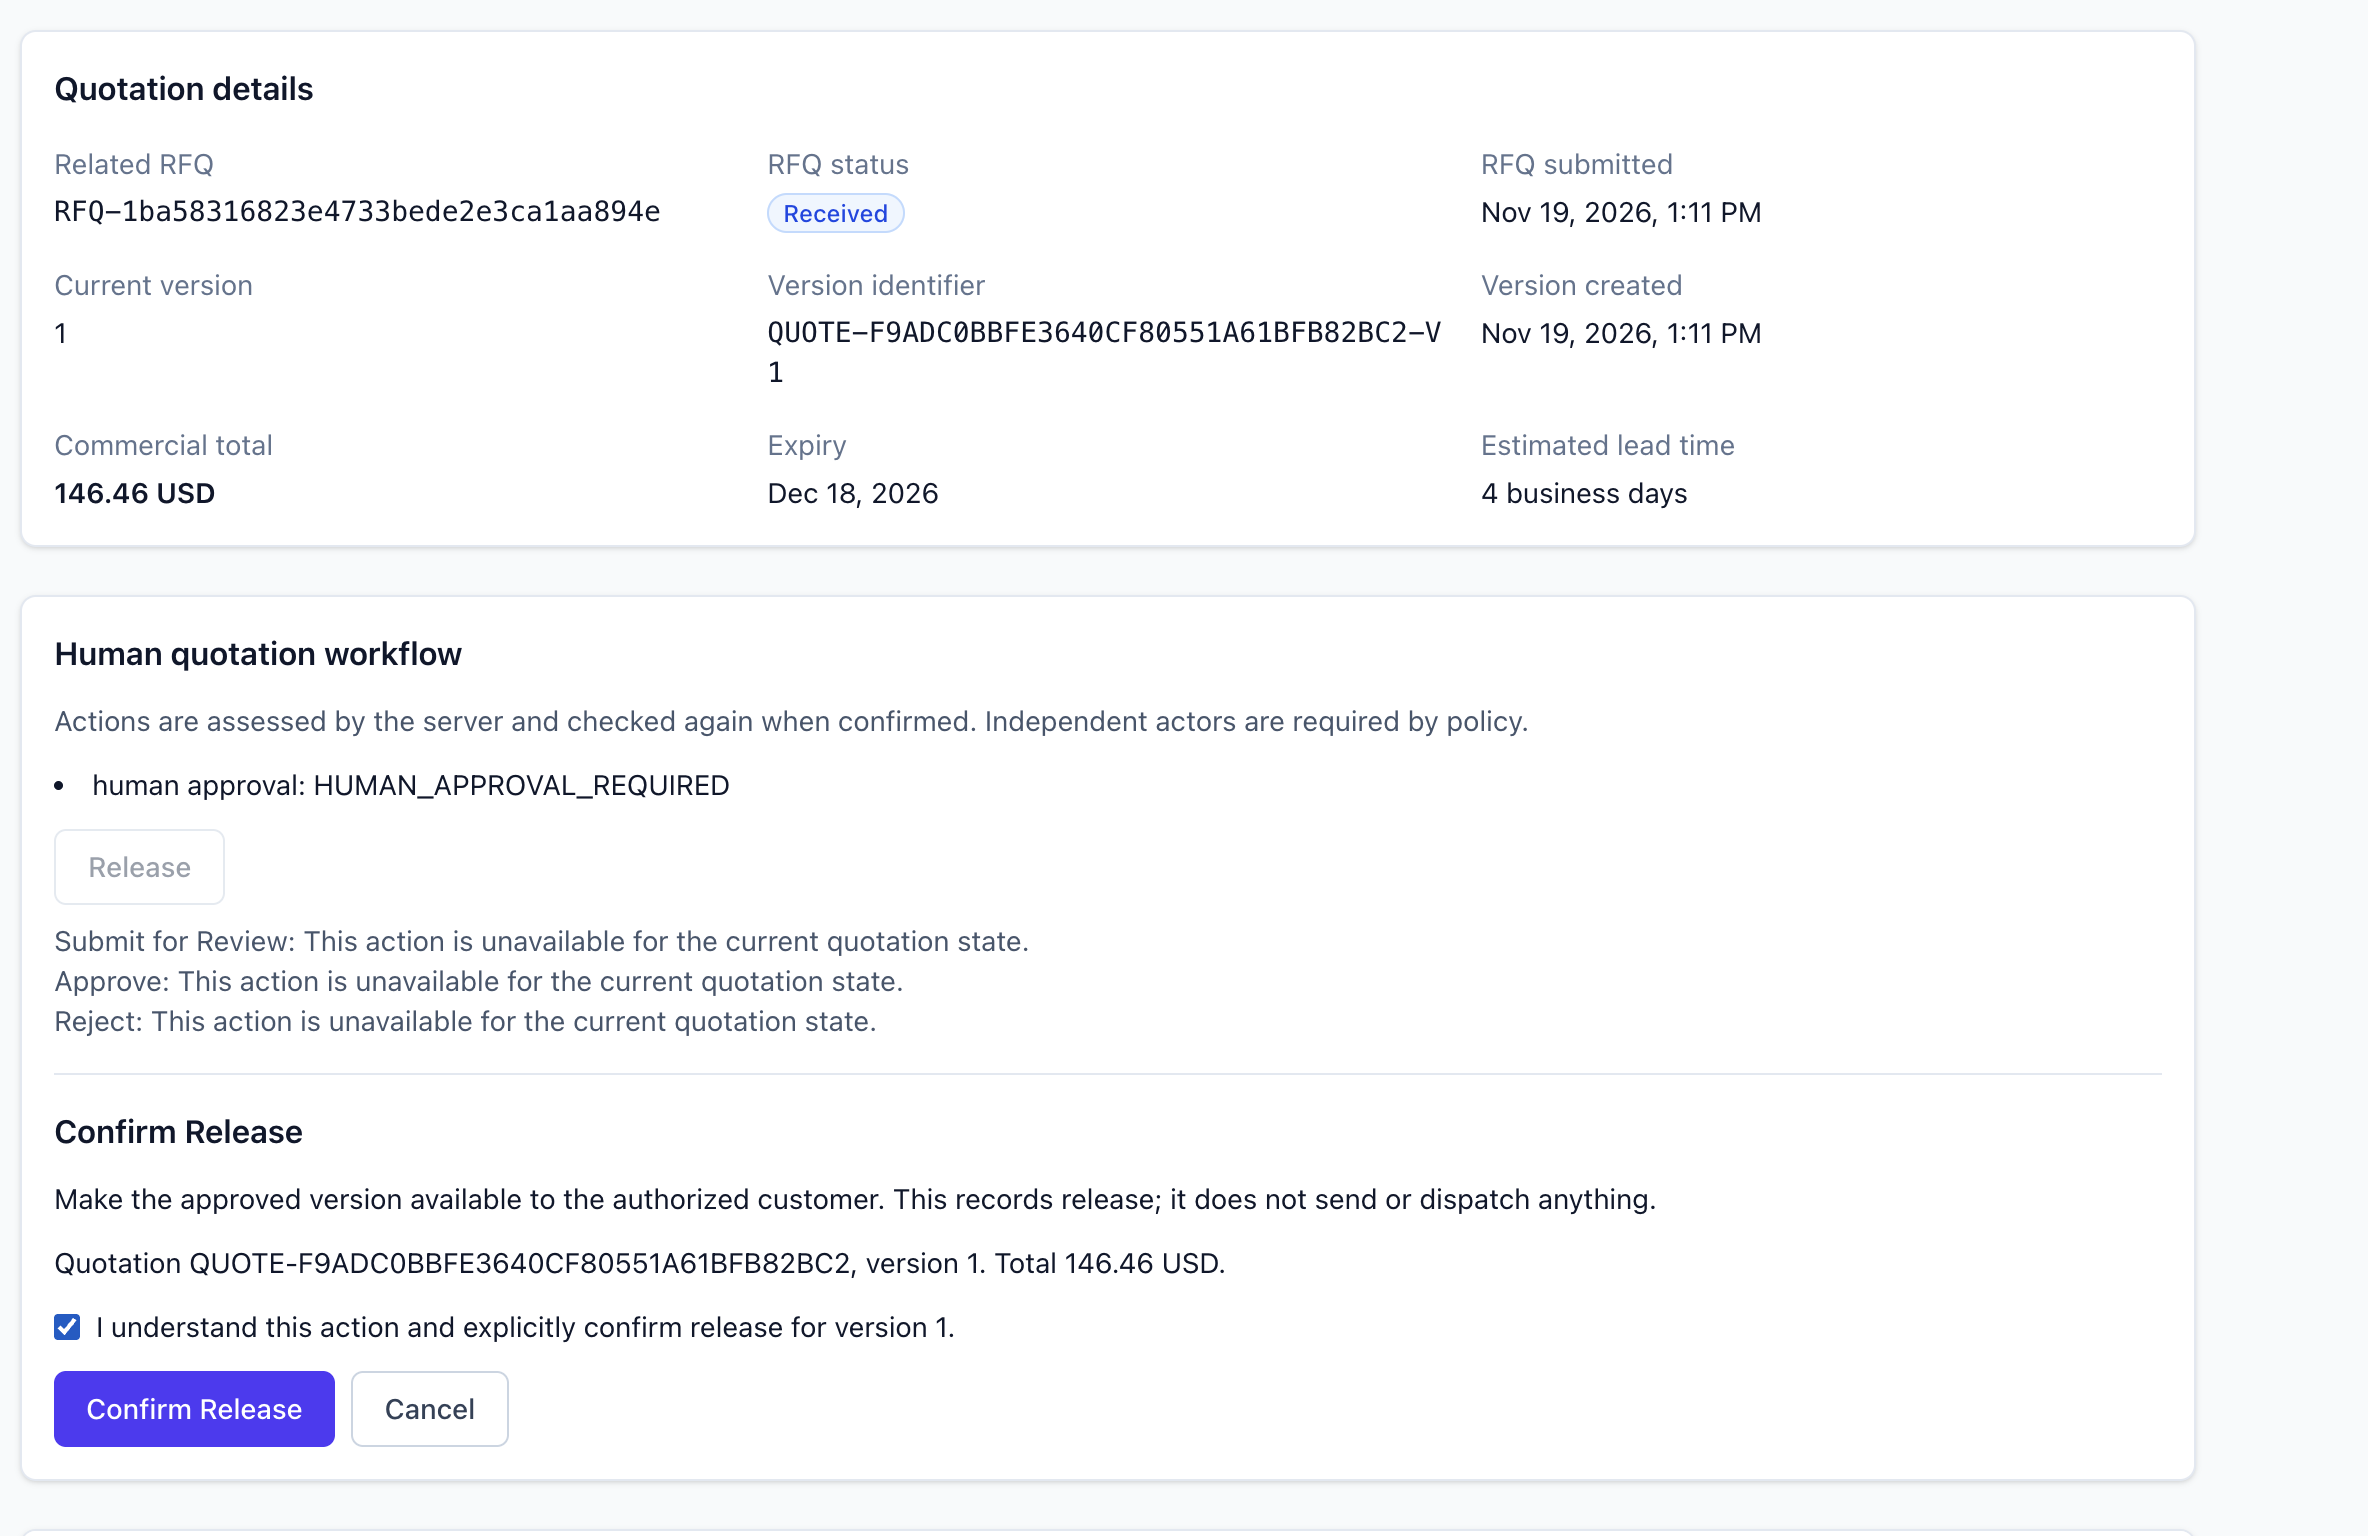 Quotation details
Related RFQ
RFQ-1ba58316823e4733bede2e3ca1aa894e
RFQ status
Received
RFQ submitted
Nov 19, 2026, 1:11 PM
Current version
1
Version identifier
QUOTE-F9ADC0BBFE3640CF80551A61BFB82BC2-V
1
Version created
Nov 19, 2026, 1:11 PM
Commercial total
146.46 USD
Expiry
Dec 18, 2026
Estimated lead time
4 business days
Human quotation workflow
Actions are assessed by the server and checked again when confirmed. Independent actors are required by policy.
• human approval: HUMAN_APPROVAL_REQUIRED
Release
Submit for Review: This action is unavailable for the current quotation state.
Approve: This action is unavailable for the current quotation state.
Reject: This action is unavailable for the current quotation state.
Confirm Release
Make the approved version available to the authorized customer. This records release; it does not send or dispatch anything.
Quotation QUOTE-F9ADC0BBFE3640CF80551A61BFB82BC2, version 1. Total 146.46 USD.
I understand this action and explicitly confirm release for version 1.
Confirm Release
Cancel